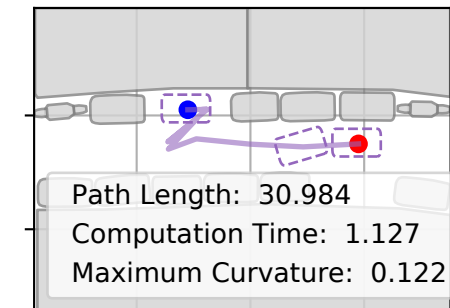 Path Length: 30.984
Computation Time: 1.127
Maximum Curvature: 0.122